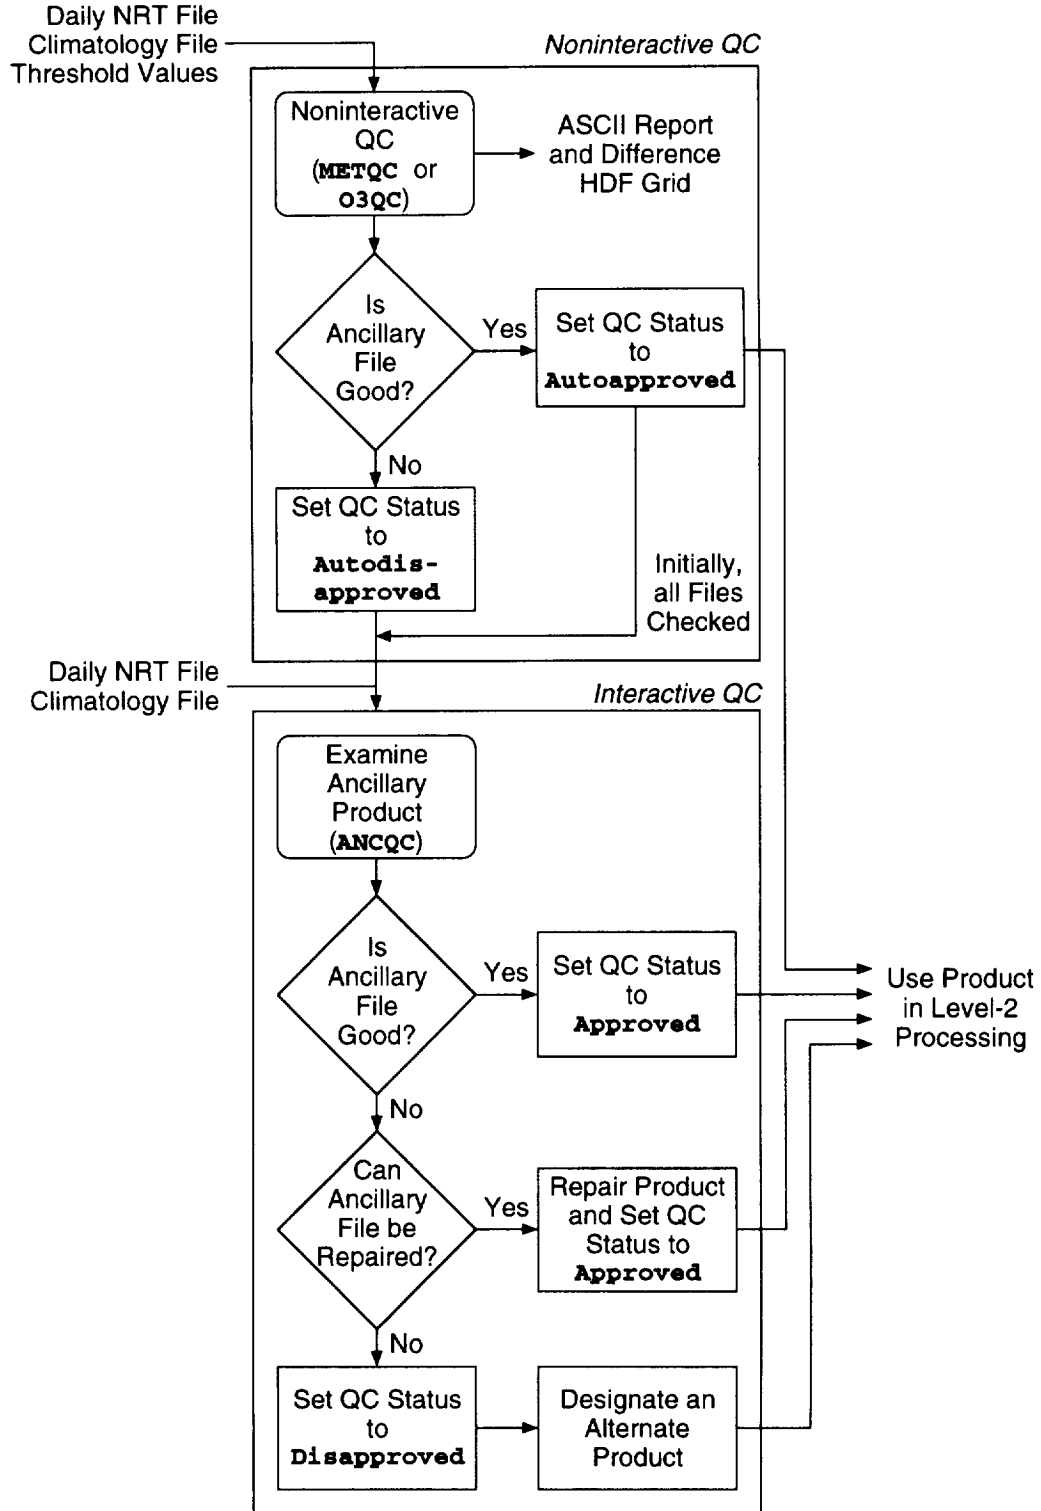 Daily NRT File
Climatology File
Threshold Values
Noninteractive QC
Noninteractive
QC
(METQC or
O3QC)
ASCII Report
and Difference
HDF Grid
Is
Ancillary
File
Good?
Yes
Set QC Status
to
Autoapproved
No
Set QC Status
to
Autodis-
approved
Initially,
all Files
Checked
Daily NRT File
Climatology File
Interactive QC
Examine
Ancillary
Product
(ANCQC)
Is
Ancillary
File
Good?
Yes
Set QC Status
to
Approved
Use Product
in Level-2
Processing
No
Can
Ancillary
File be
Repaired?
Yes
Repair Product
and Set QC
Status to
Approved
No
Set QC Status
to
Disapproved
Designate an
Alternate
Product